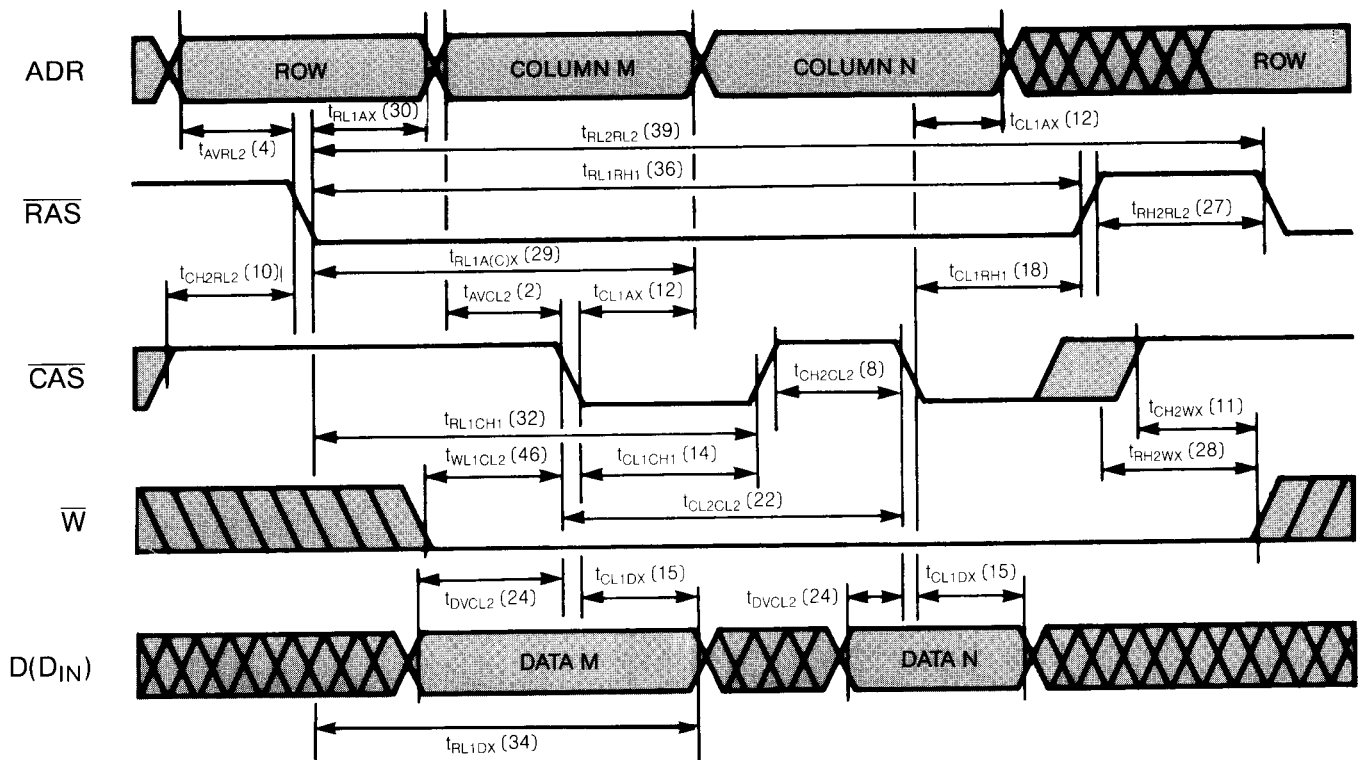 ADR
ROW
COLUMN M
COLUMN N
ROW
tRL1AX (30)
tCL1AX (12)
tAVRL2 (4)
tRL2RL2 (39)
tRL1RH1 (36)
RAS
tRH2RL2 (27)
tRL1A(C)X (29)
tCH2RL2 (10)
tCL1RH1 (18)
tAVCL2 (2)
tCL1AX (12)
CAS
tCH2CL2 (8)
tRL1CH1 (32)
tCH2WX (11)
tWL1CL2 (46)
tCL1CH1 (14)
tRH2WX (28)
tCL2CL2 (22)
W
tCL1DX (15)
tCL1DX (15)
tDVCL2 (24)
tDVCL2 (24)
D(DIN)
DATA M
DATA N
tRL1DX (34)